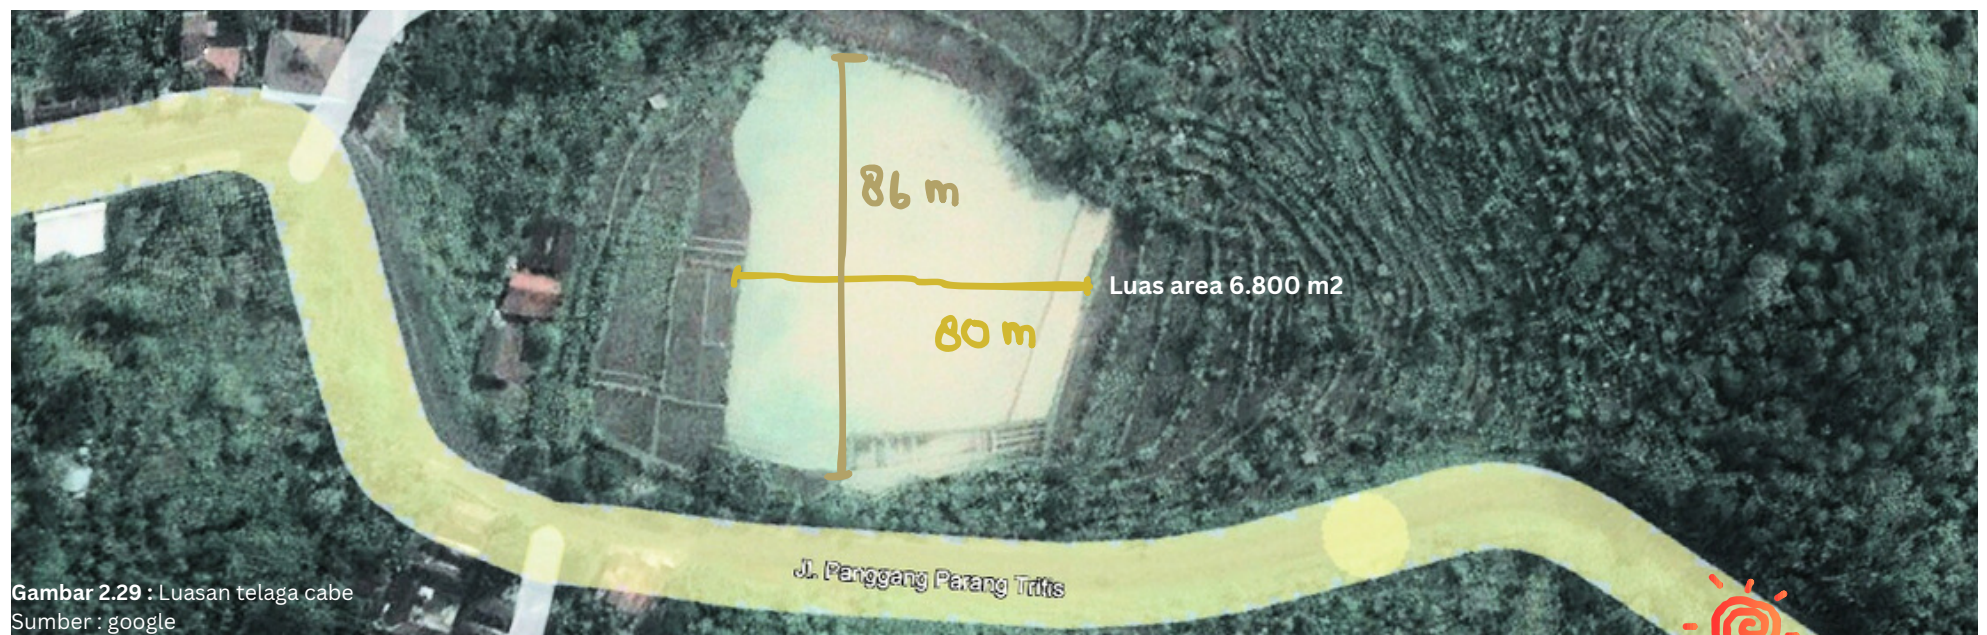 86 m
Luas area 6.800 m2
80 m
Jl. Panggang Parang Tritis
Gambar 2.29 : Luasan telaga cabe
Sumber : google